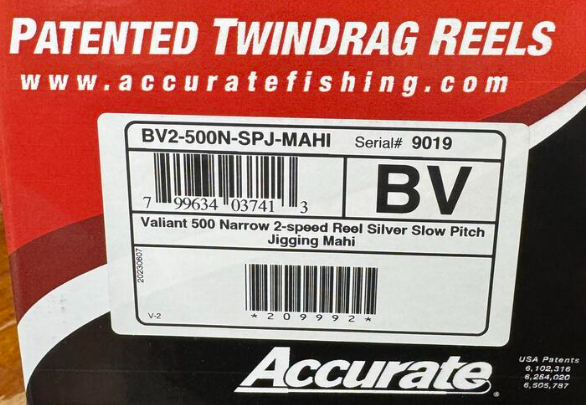 PATENTED TWINDRAG REELS
www.accuratefishing.com
BV2-500N-SPJ-MAHI Serial# 9019
7 99634 03741 3
BV
Valiant 500 Narrow 2-speed Reel Silver Slow Pitch
Jigging Mahi
20230607
*209992*
V-2
Accurate
USA Patents
6,102,316
6,264,020
6,505,787